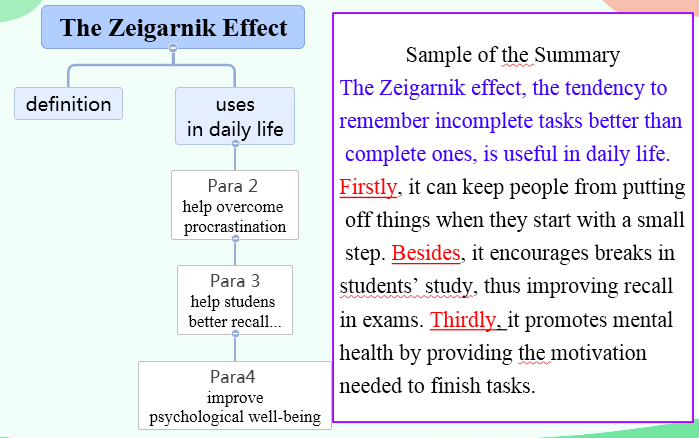 The Zeigarnik Effect
definition
uses
in daily life
Para 2
help overcome
procrastination
Para 3
help studens
better recall...
Para4
improve
psychological well-being
Sample of the Summary
The Zeigarnik effect, the tendency to
remember incomplete tasks better than
complete ones, is useful in daily life.
Firstly, it can keep people from putting
off things when they start with a small
step. Besides, it encourages breaks in
students’ study, thus improving recall
in exams. Thirdly, it promotes mental
health by providing the motivation
needed to finish tasks.